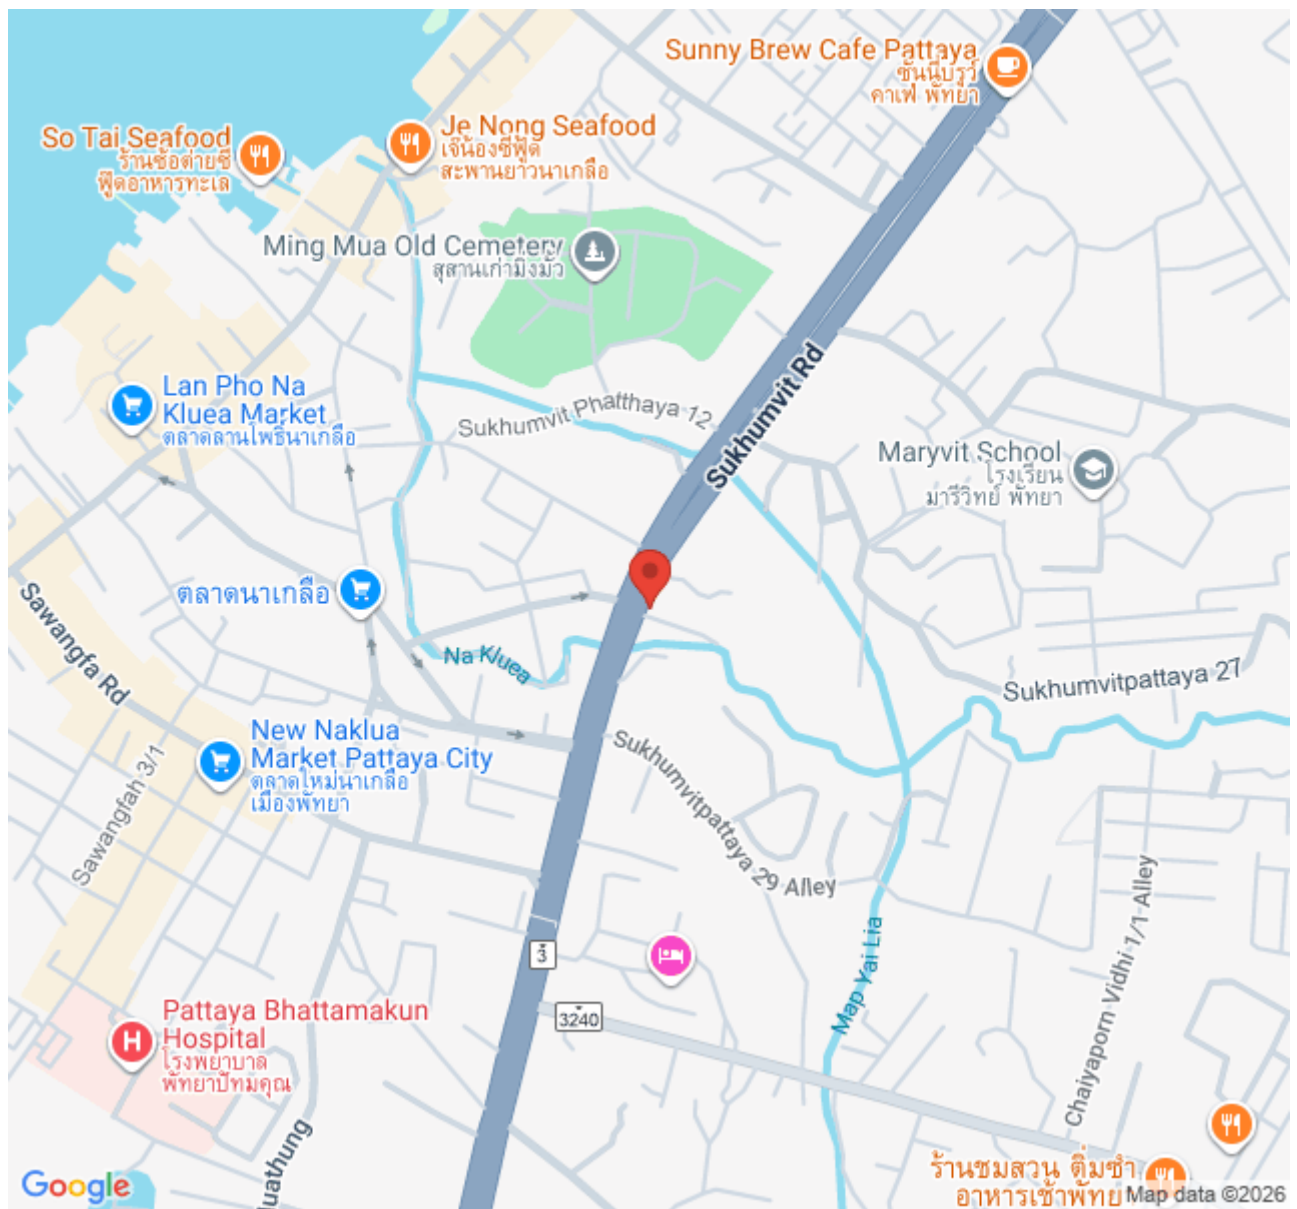 Sunny Brew Cafe Pattaya
ซันนี่บรูว์
คาเฟ่ พัทยา
So Tai Seafood
ร้านซ้อต่ายซี
ฟู๊ดอาหารทะเล
Je Nong Seafood
เจ๊น้องซีฟู้ด
สะพานยาวนาเกลือ
Ming Mua Old Cemetery
สุสานเก่ามิ่งมั่ว
Sukhumvit Rd
Lan Pho Na
Kluea Market
ตลาดลานโพธิ์นาเกลือ
Sukhumvit Phatthaya 12
Maryvit School
โรงเรียน
มารีวิทย์ พัทยา
ตลาดนาเกลือ
Sawangfa Rd
Na Kluea
Sukhumvitpattaya 27
New Naklua
Market Pattaya City
ตลาดใหม่นาเกลือ
เมืองพัทยา
Sawangfah 3/1
Sukhumvitpattaya 29 Alley
3
3240
Map Yai Lia
Chaiyaporn Vidhi 1/1 Alley
Pattaya Bhattamakun
Hospital
โรงพยาบาล
พัทยาปัทมคุณ
uathung
ร้านชมสวน ติ่มซำ
อาหารเช้าพัทย
Google
Map data ©2026